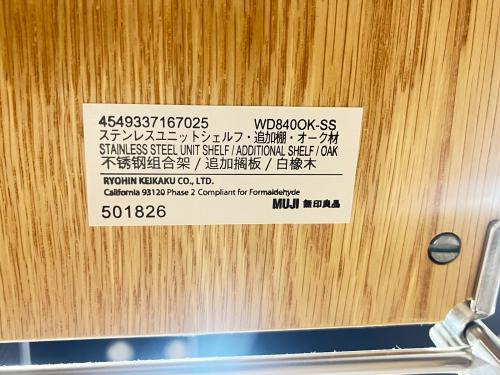 4549337167025 WD840OK-SS
ステンレスユニットシェルフ・追加棚・オーク材
STAINLESS STEEL UNIT SHELF / ADDITIONAL SHELF / OAK
不锈钢组合架 / 追加搁板 / 白橡木
RYOHIN KEIKAKU CO., LTD.
California 93120 Phase 2 Compliant for Formaldehyde
501826 MUJI 無印良品